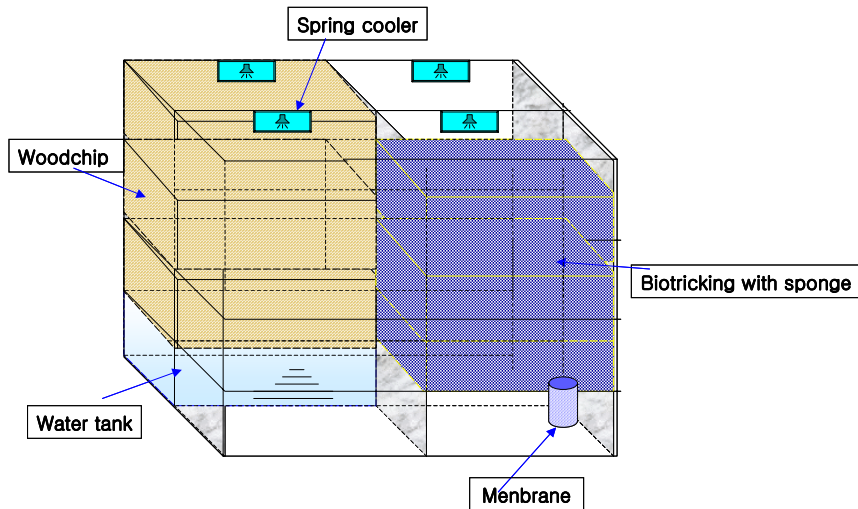 Spring cooler
Woodchip
Biotricking with sponge
Water tank
Menbrane